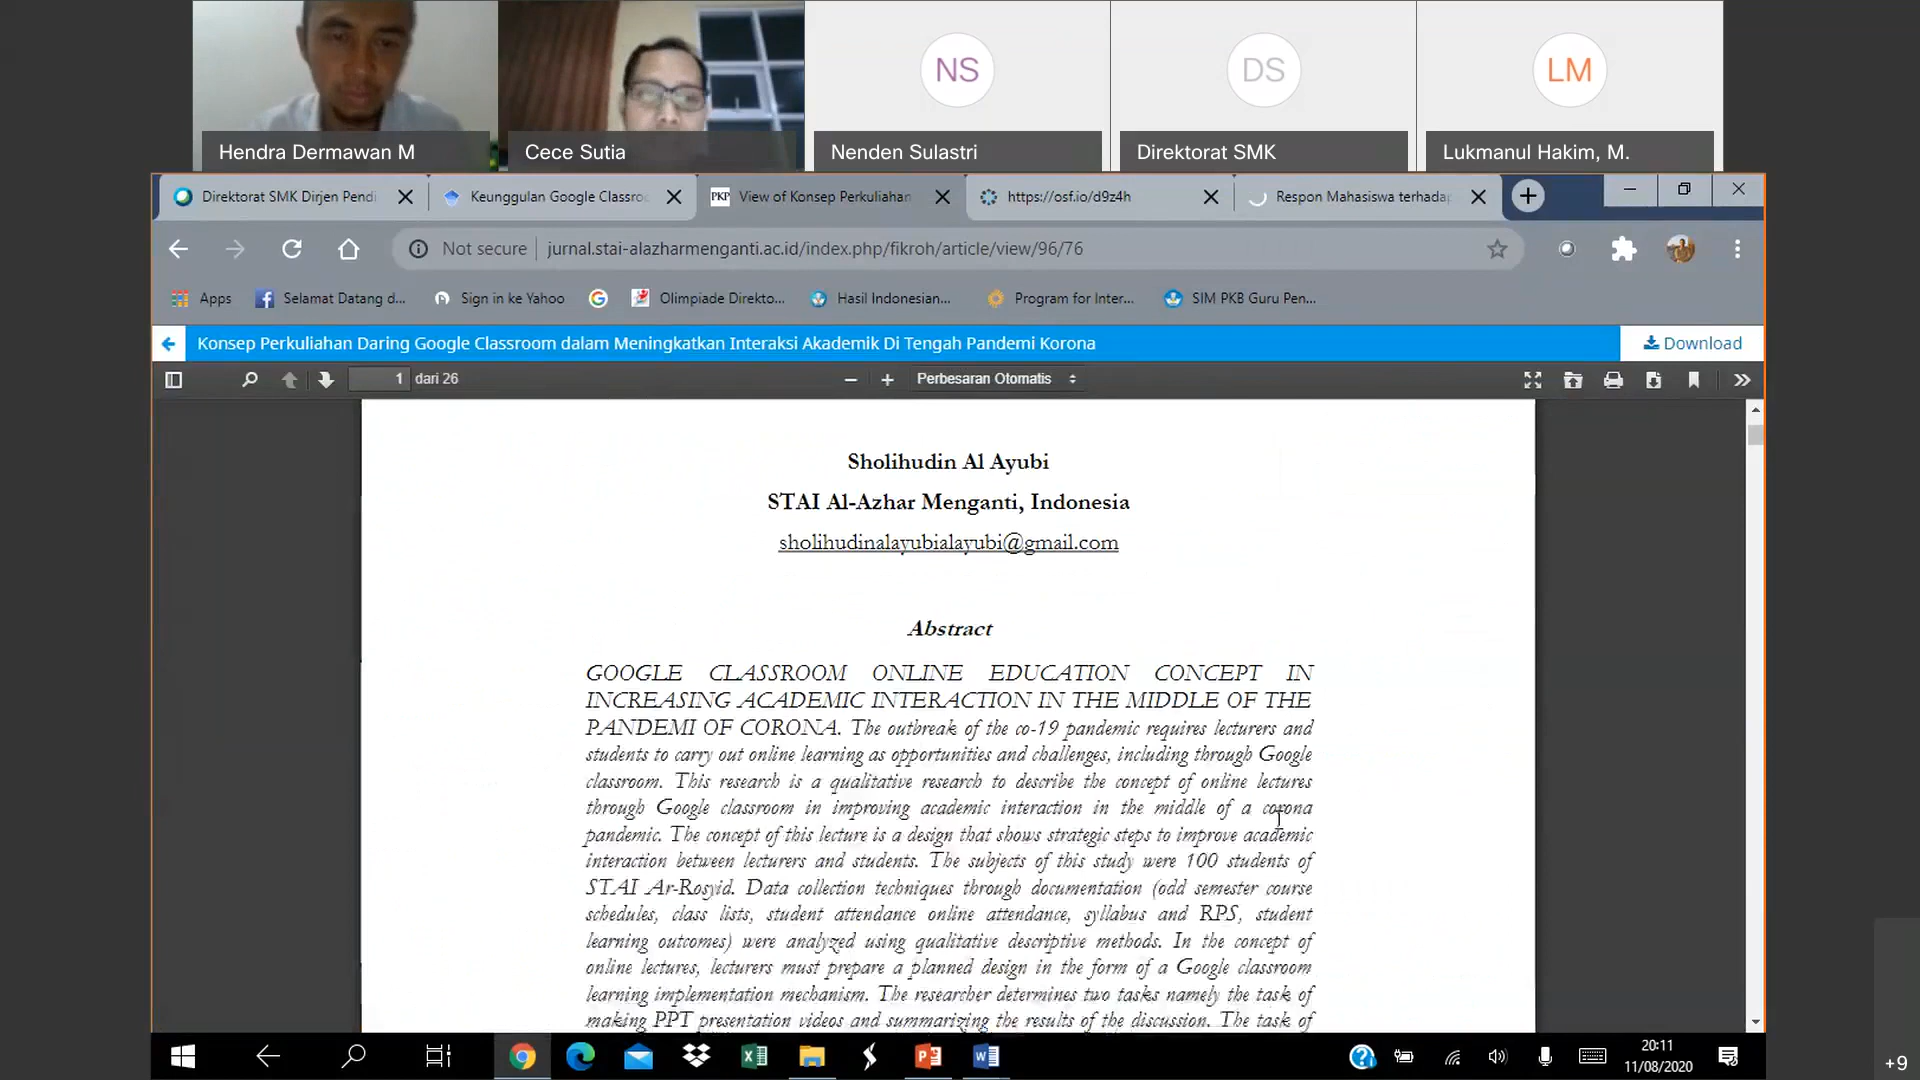 NS
DS
LM
Hendra Dermawan M
Cece Sutia
Nenden Sulastri
Direktorat SMK
Lukmanul Hakim, M.
Direktorat SMK Dirjen Pendi
Keunggulan Google Classro
PKP View of Konsep Perkuliahan
https://osf.io/d9z4h
Respon Mahasiswa terhadap
Not secure jurnal.stai-alazharmenganti.ac.id/index.php/fikroh/article/view/96/76
Apps
Selamat Datang d...
Sign in ke Yahoo
Olimpiade Direkto...
Hasil Indonesian...
Program for Inter...
SIM PKB Guru Pen...
Konsep Perkuliahan Daring Google Classroom dalam Meningkatkan Interaksi Akademik Di Tengah Pandemi Korona
Download
1 dari 26
Perbesaran Otomatis
Sholihudin Al Ayubi
STAI Al-Azhar Menganti, Indonesia
sholihudinalayubialayubi@gmail.com
Abstract
GOOGLE CLASSROOM ONLINE EDUCATION CONCEPT IN
INCREASING ACADEMIC INTERACTION IN THE MIDDLE OF THE
PANDEMI OF CORONA. The outbreak of the co-19 pandemic requires lecturers and
students to carry out online learning as opportunities and challenges, including through Google
classroom. This research is a qualitative research to describe the concept of online lectures
through Google classroom in improving academic interaction in the middle of a corona
pandemic. The concept of this lecture is a design that shows strategic steps to improve academic
interaction between lecturers and students. The subjects of this study were 100 students of
STAI Ar-Rosyid. Data collection techniques through documentation (odd semester course
schedules, class lists, student attendance online attendance, syllabus and RPS, student
learning outcomes) were analyzed using qualitative descriptive methods. In the concept of
online lectures, lecturers must prepare a planned design in the form of a Google classroom
learning implementation mechanism. The researcher determines two tasks namely the task of
making PPT presentation videos and summarizing the results of the discussion. The task of
20:11
11/08/2020
+9